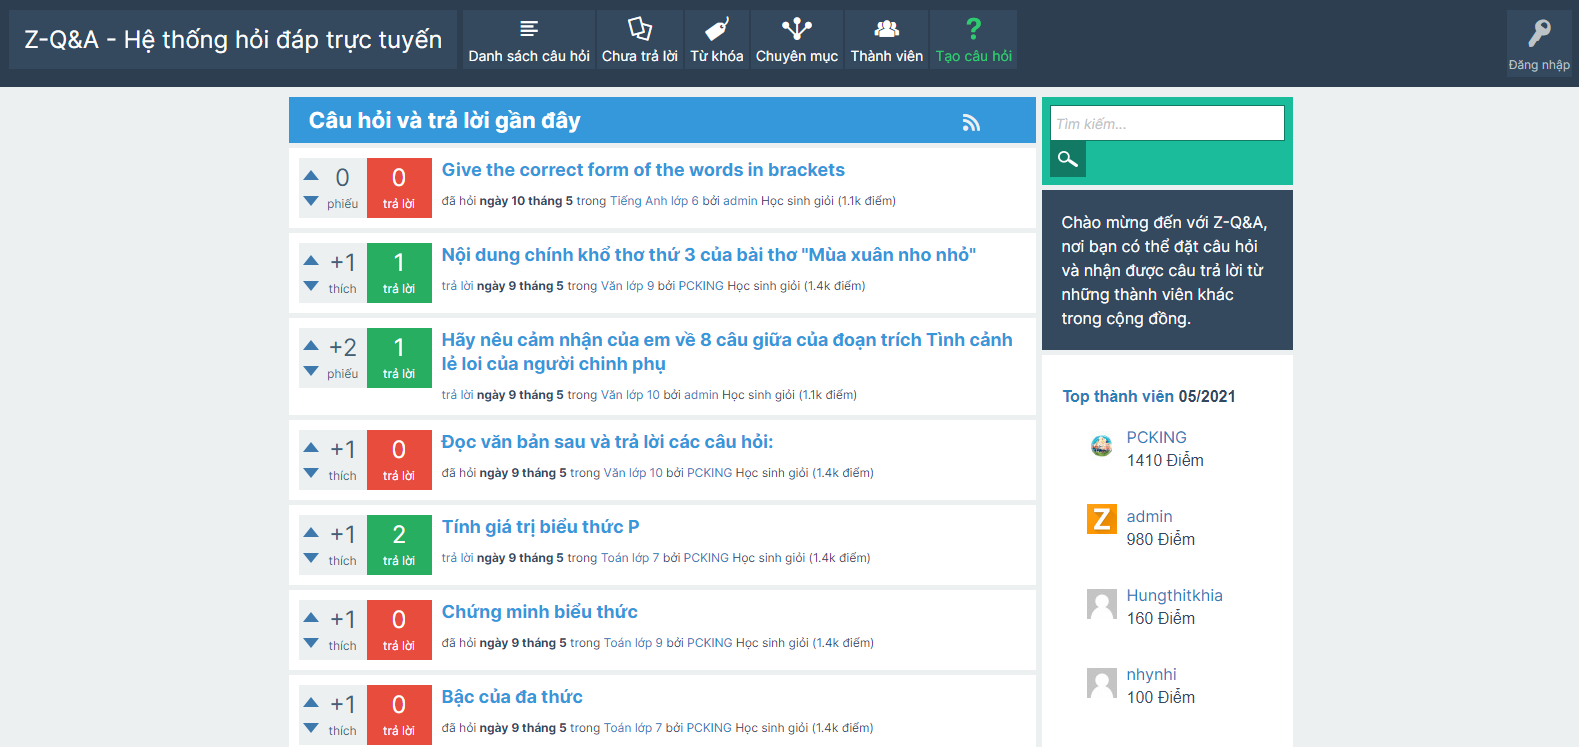 Z-Q&A - Hệ thống hỏi đáp trực tuyến
Danh sách câu hỏi
Chưa trả lời
Từ khóa
Chuyên mục
Thành viên
Tạo câu hỏi
Đăng nhập
Câu hỏi và trả lời gần đây
0
phiếu
0
trả lời
Give the correct form of the words in brackets
đã hỏi ngày 10 tháng 5 trong Tiếng Anh lớp 6 bởi admin Học sinh giỏi (1.1k điểm)
+1
thích
1
trả lời
Nội dung chính khổ thơ thứ 3 của bài thơ "Mùa xuân nho nhỏ"
trả lời ngày 9 tháng 5 trong Văn lớp 9 bởi PCKING Học sinh giỏi (1.4k điểm)
+2
phiếu
1
trả lời
Hãy nêu cảm nhận của em về 8 câu giữa của đoạn trích Tình cảnh
lẻ loi của người chinh phụ
trả lời ngày 9 tháng 5 trong Văn lớp 10 bởi admin Học sinh giỏi (1.1k điểm)
+1
thích
0
trả lời
Đọc văn bản sau và trả lời các câu hỏi:
đã hỏi ngày 9 tháng 5 trong Văn lớp 10 bởi PCKING Học sinh giỏi (1.4k điểm)
+1
thích
2
trả lời
Tính giá trị biểu thức P
trả lời ngày 9 tháng 5 trong Toán lớp 7 bởi PCKING Học sinh giỏi (1.4k điểm)
+1
thích
0
trả lời
Chứng minh biểu thức
đã hỏi ngày 9 tháng 5 trong Toán lớp 9 bởi PCKING Học sinh giỏi (1.4k điểm)
+1
thích
0
trả lời
Bậc của đa thức
đã hỏi ngày 9 tháng 5 trong Toán lớp 7 bởi PCKING Học sinh giỏi (1.4k điểm)
Tìm kiếm...
Chào mừng đến với Z-Q&A,
nơi bạn có thể đặt câu hỏi
và nhận được câu trả lời từ
những thành viên khác
trong cộng đồng.
Top thành viên 05/2021
PCKING
1410 Điểm
Z
admin
980 Điểm
Hungthitkhia
160 Điểm
nhynhi
100 Điểm